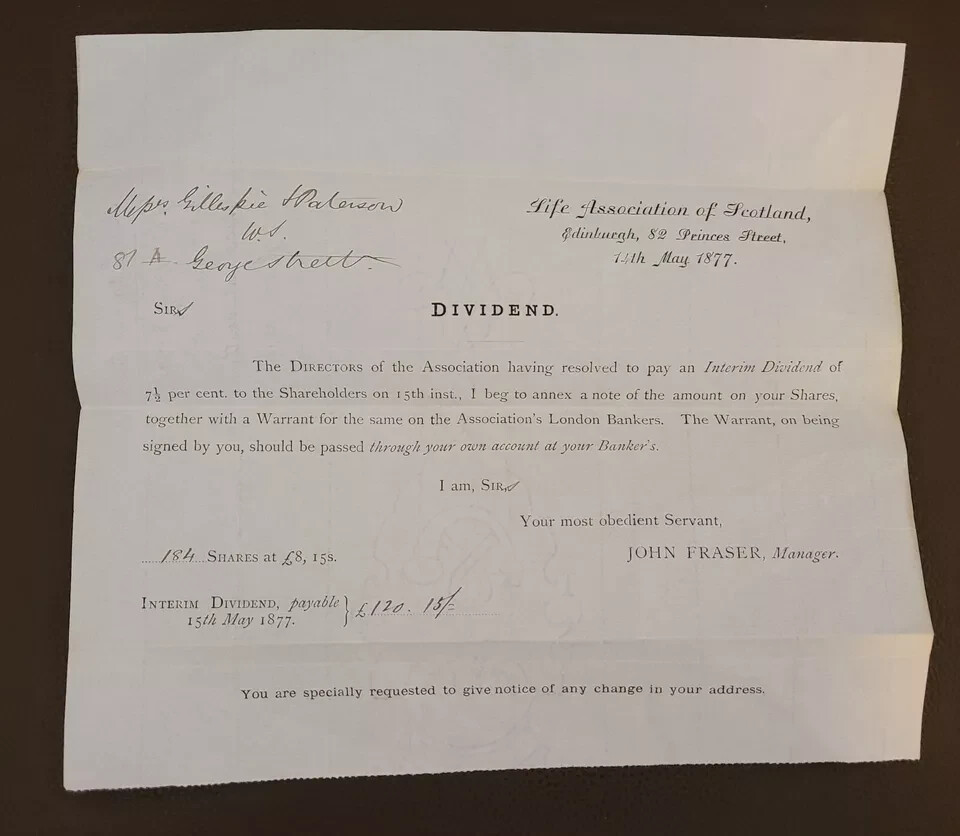 Messrs. Gillespie & Paterson
W.S.
81 A. George Street.
Life Association of Scotland,
Edinburgh, 82 Princes Street,
14th May 1877.
SIRs
DIVIDEND.
The DIRECTORS of the Association having resolved to pay an Interim Dividend of
7½ per cent. to the Shareholders on 15th inst., I beg to annex a note of the amount on your Shares,
together with a Warrant for the same on the Association's London Bankers. The Warrant, on being
signed by you, should be passed through your own account at your Banker's.
I am, SIRs
Your most obedient Servant,
JOHN FRASER, Manager.
184 SHARES at £8, 15s.
INTERIM DIVIDEND, payable
15th May 1877. } £120. 15/-
You are specially requested to give notice of any change in your address.